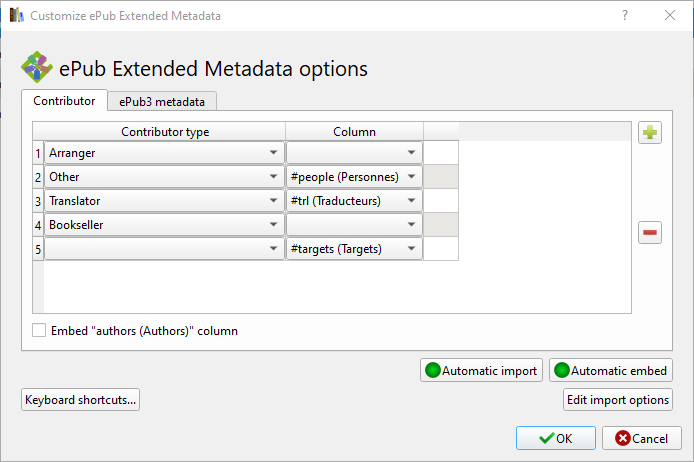 Customize ePub Extended Metadata
ePub Extended Metadata options
Contributor ePub3 metadata
Contributor type Column
1 Arranger
2 Other #people (Personnes)
3 Translator #trl (Traducteurs)
4 Bookseller
5 #targets (Targets)
Embed "authors (Authors)" column
Automatic import Automatic embed
Keyboard shortcuts... Edit import options
OK Cancel